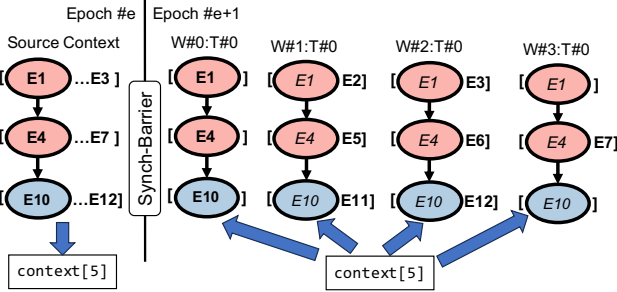 Epoch #e
Epoch #e+1
Source Context
W#0:T#0
W#1:T#0
W#2:T#0
W#3:T#0
[ E1 ...E3 ]
[ E1 ]
[ E1 E2]
[ E1 E3]
[ E1 ]
[ E4 ...E7 ]
[ E4 ]
[ E4 E5]
[ E4 E6]
[ E4 E7]
[ E10 ...E12]
[ E10 ]
[ E10 E11]
[ E10 E12]
[ E10 ]
Synch-Barrier
context[5]
context[5]